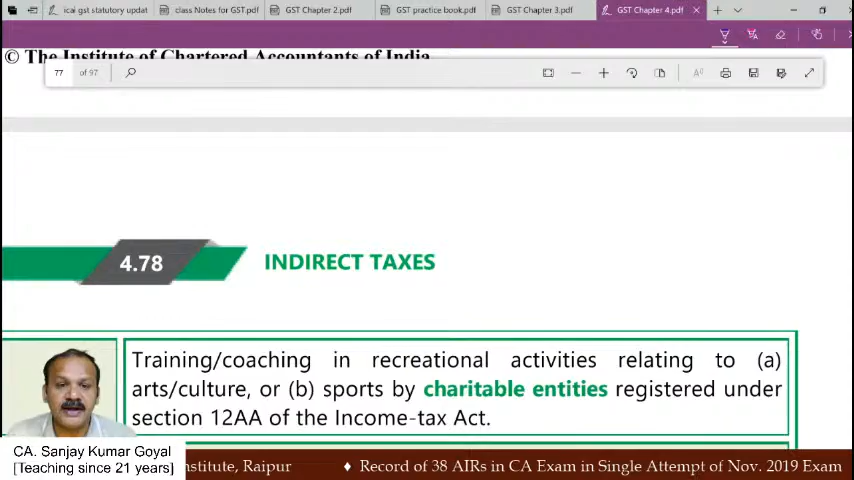 icai gst statutory updat
class Notes for GST.pdf
GST Chapter 2.pdf
GST practice book.pdf
GST Chapter 3.pdf
GST Chapter 4.pdf
© The Institute of Chartered Accountants of India
77 of 97
4.78
INDIRECT TAXES
Training/coaching in recreational activities relating to (a)
arts/culture, or (b) sports by charitable entities registered under
section 12AA of the Income-tax Act.
CA. Sanjay Kumar Goyal
[Teaching since 21 years]
nstitute, Raipur ♦ Record of 38 AIRs in CA Exam in Single Attempt of Nov. 2019 Exam